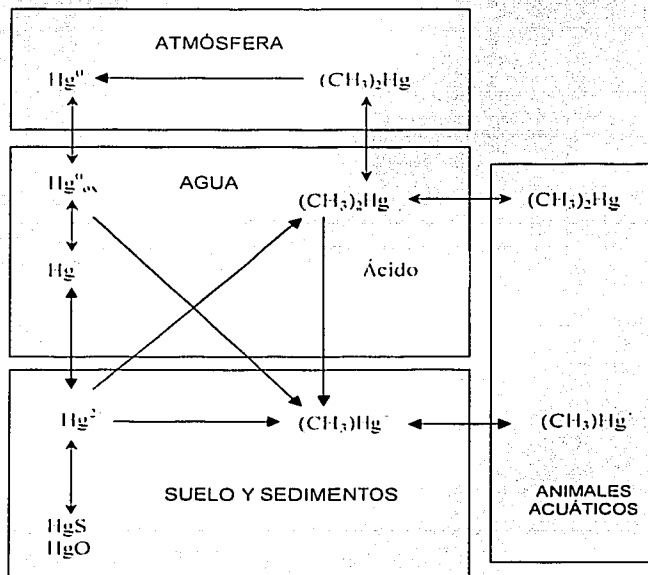 ATMÓSFERA
Hg⁰ (CH₃)₂Hg
Hg⁰ₒₓ AGUA (CH₃)₂Hg (CH₃)₂Hg
Hg Ácido
Hg²⁺ (CH₃)Hg⁺ (CH₃)Hg⁺
SUELO Y SEDIMENTOS
ANIMALES
ACUÁTICOS
HgS
HgO